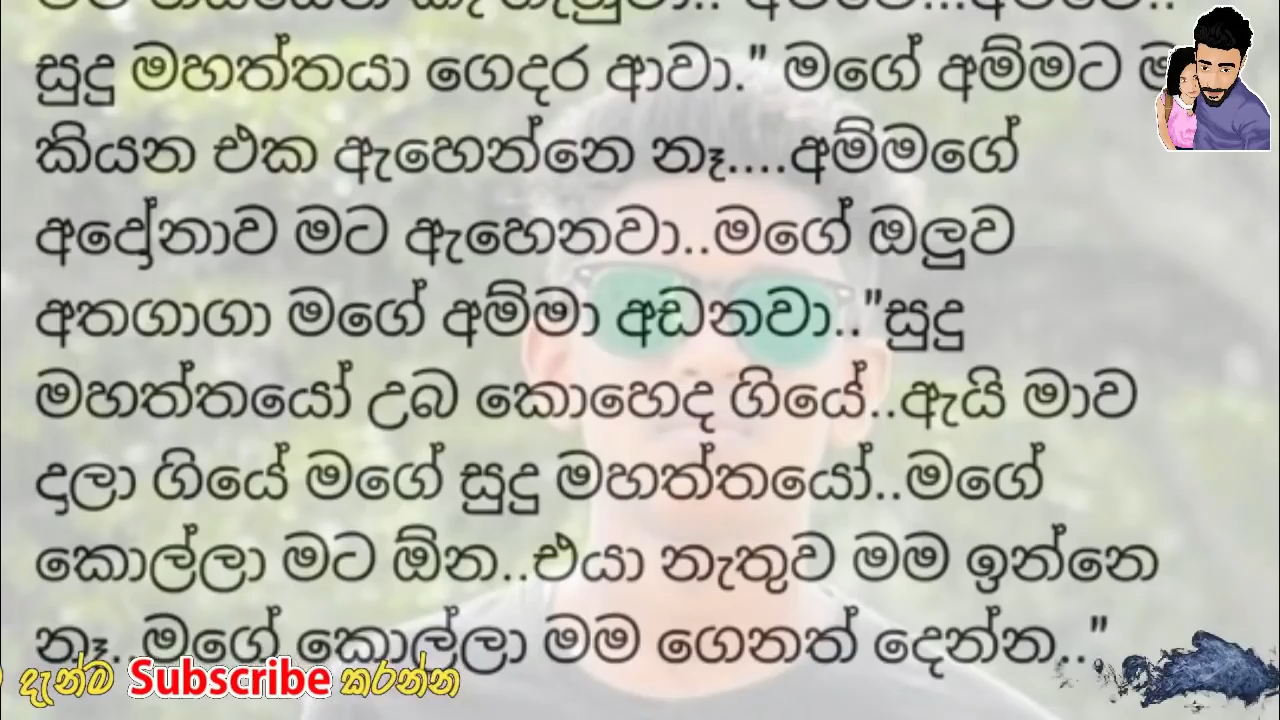 සුදු මහත්තයා ගෙදර ආවා." මගේ අම්මට ම
කියන එක ඇහෙන්නෙ නෑ....අම්මගේ
අඳෝනාව මට ඇහෙනවා..මගේ ඔලුව
අතගාගා මගේ අම්මා අඩනවා.."සුදු
මහත්තයෝ උබ කොහෙද ගියේ..ඇයි මාව
දාලා ගියේ මගේ සුදු මහත්තයෝ..මගේ
කොල්ලා මට ඕන..එයා නැතුව මම ඉන්නෙ
නෑ..මගේ කොල්ලා මම ගෙනත් දෙන්න.."
දැන්ම Subscribe කරන්න